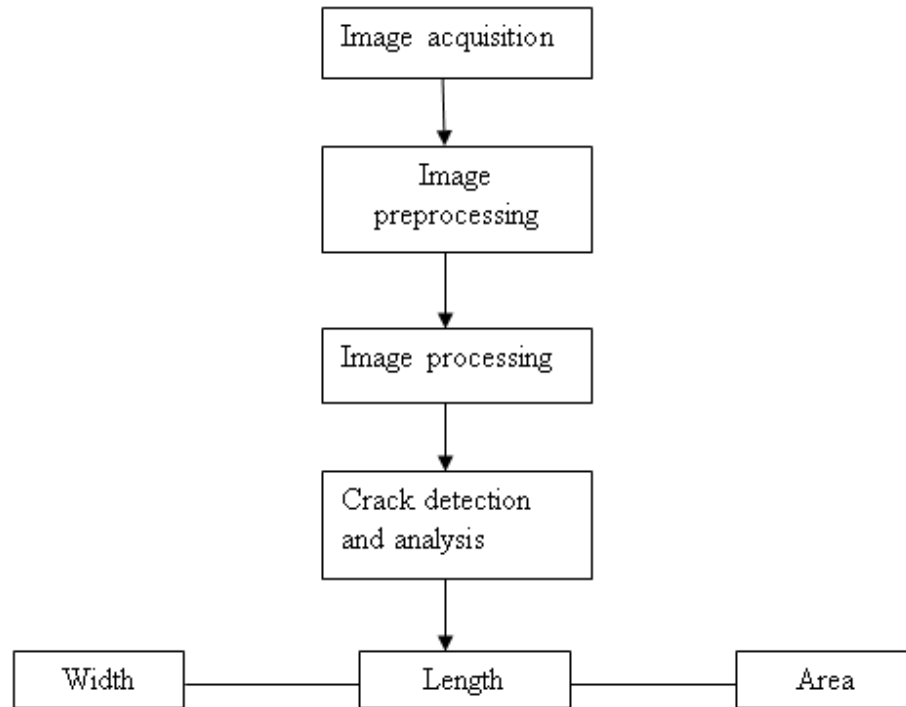 Image acquisition
Image
preprocessing
Image processing
Crack detection
and analysis
Width
Length
Area